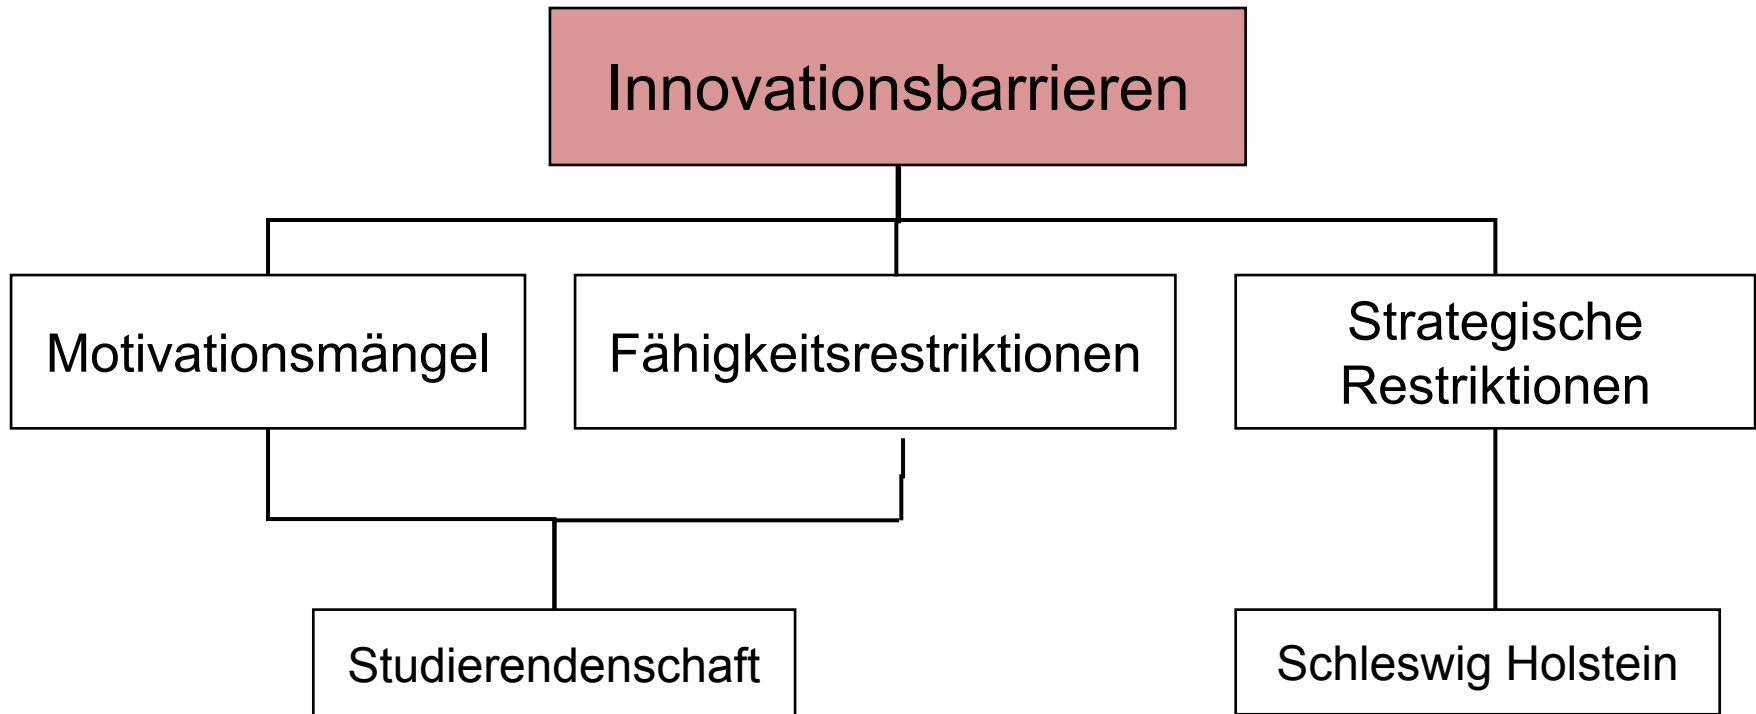 Innovationsbarrieren
Motivationsmängel
Fähigkeitsrestriktionen
Strategische
Restriktionen
Studierendenschaft
Schleswig Holstein